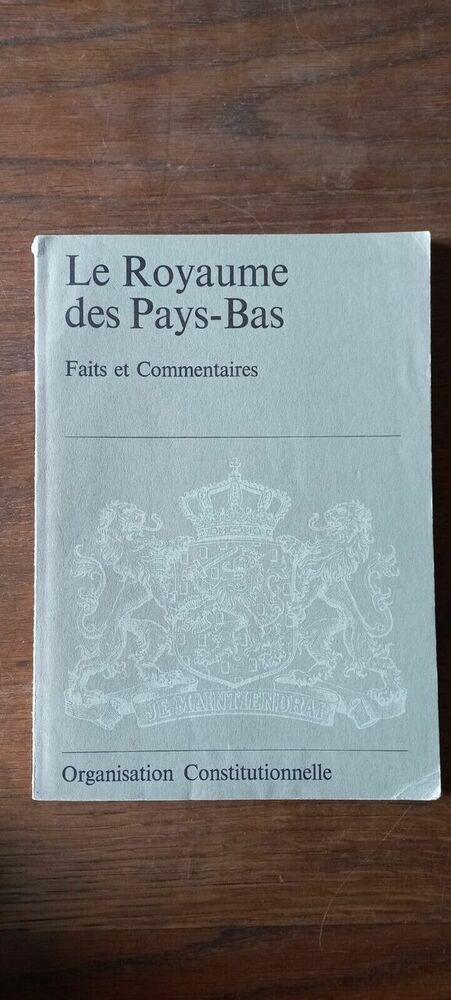 Le Royaume
des Pays-Bas
Faits et Commentaires
JE MAINTIENDRAI
Organisation Constitutionnelle